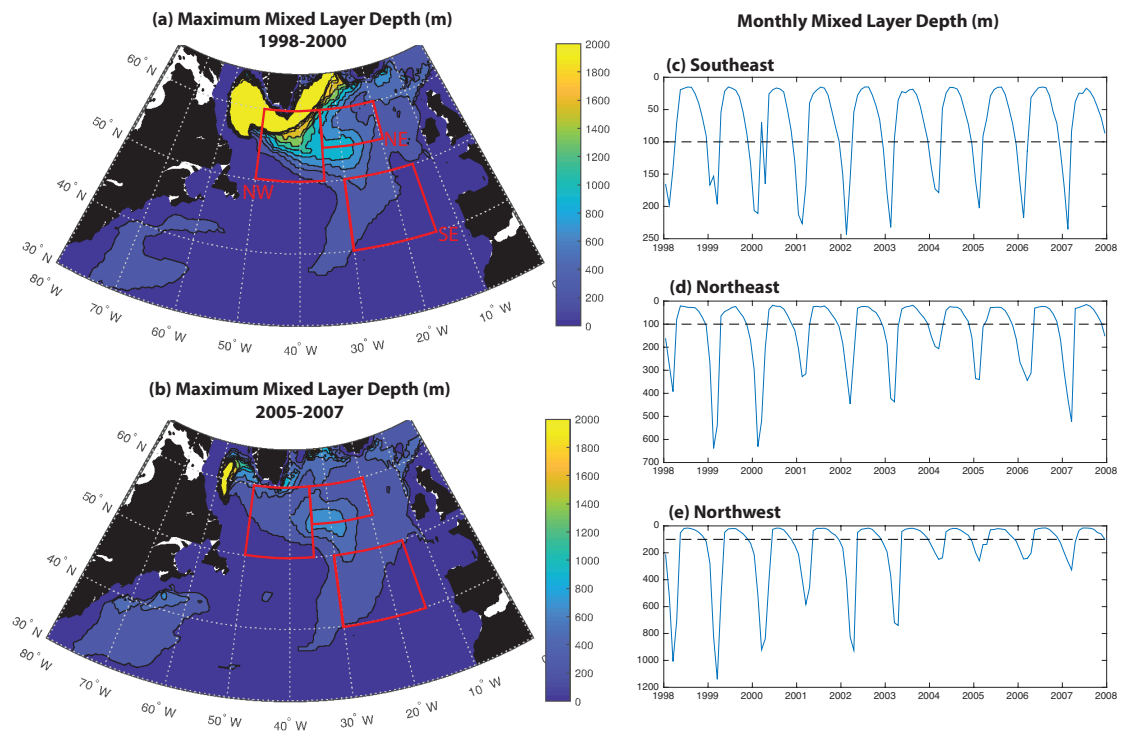 (a) Maximum Mixed Layer Depth (m)
1998-2000
60° N
50° N
40° N
30° N
80° W
70° W
60° W
50° W
40° W
30° W
20° W
10° W
NW
NE
SE
2000
1800
1600
1400
1200
1000
800
600
400
200
0
(b) Maximum Mixed Layer Depth (m)
2005-2007
60° N
50° N
40° N
30° N
80° W
70° W
60° W
50° W
40° W
30° W
20° W
10° W
2000
1800
1600
1400
1200
1000
800
600
400
200
0
Monthly Mixed Layer Depth (m)
(c) Southeast
0
50
100
150
200
250
1998 1999 2000 2001 2002 2003 2004 2005 2006 2007 2008
(d) Northeast
0
100
200
300
400
500
600
700
1998 1999 2000 2001 2002 2003 2004 2005 2006 2007 2008
(e) Northwest
0
200
400
600
800
1000
1200
1998 1999 2000 2001 2002 2003 2004 2005 2006 2007 2008